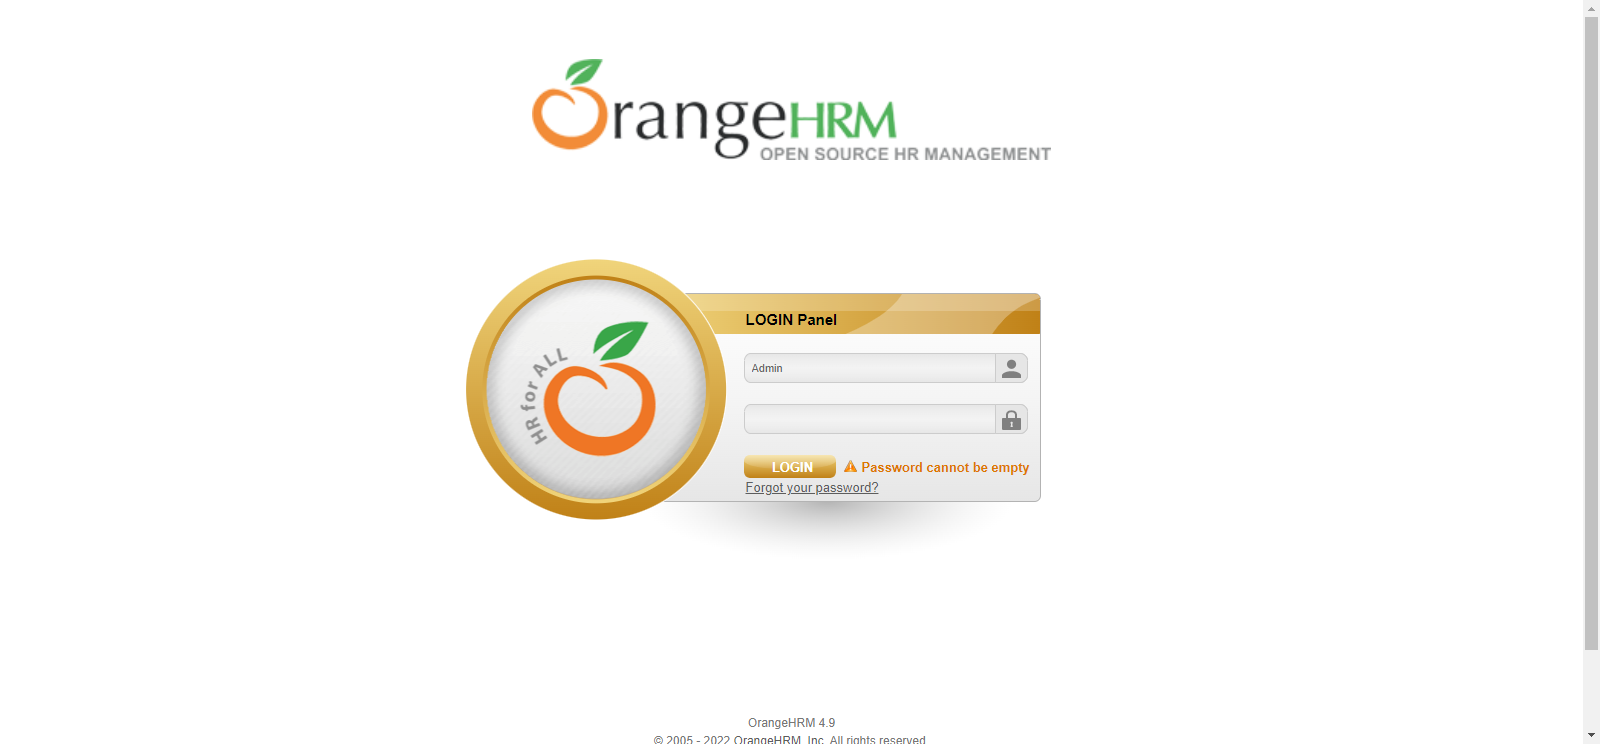 OrangeHRM
OPEN SOURCE HR MANAGEMENT
HR for ALL
LOGIN Panel
Admin
LOGIN
Password cannot be empty
Forgot your password?
OrangeHRM 4.9
© 2005 - 2022 OrangeHRM, Inc. All rights reserved